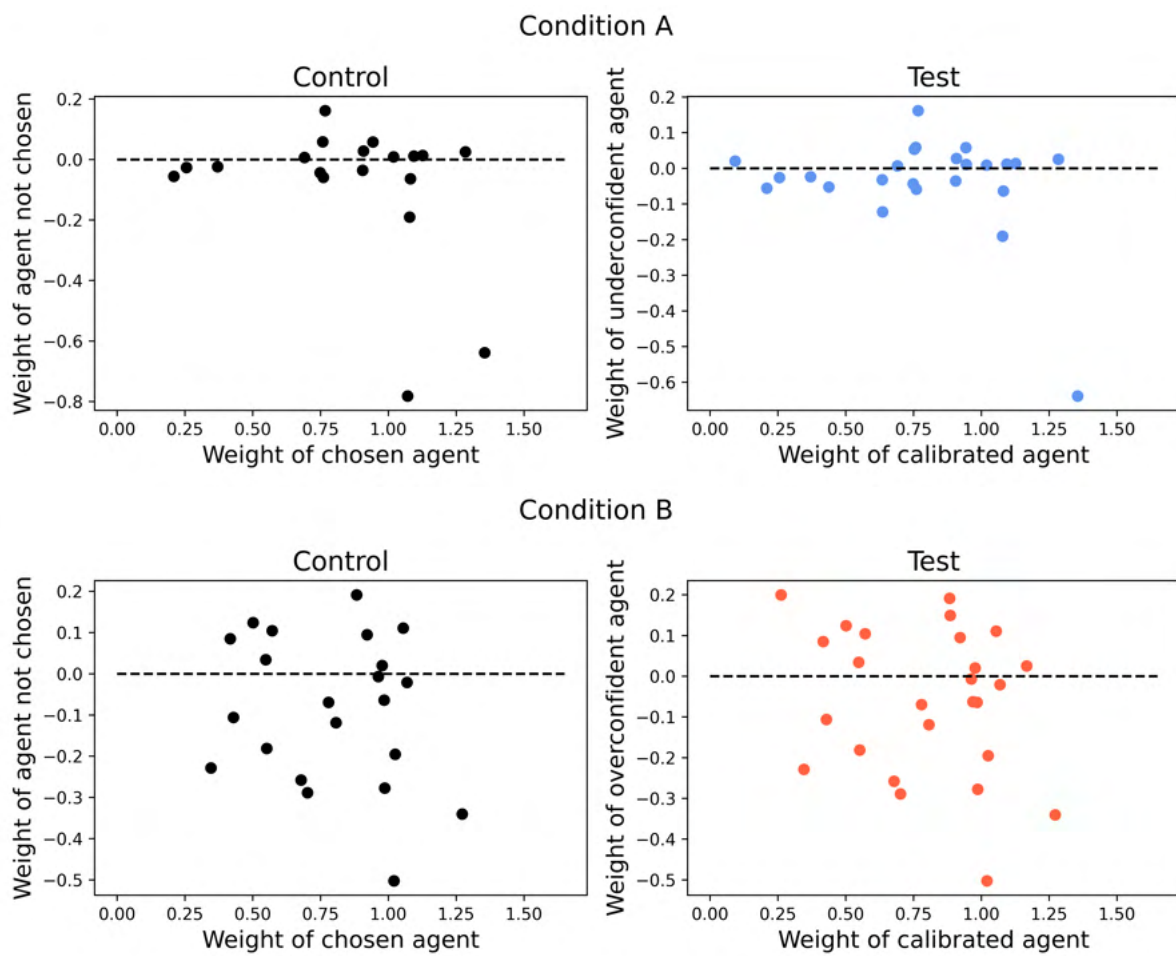 Condition A
Control
Weight of agent not chosen
0.2
0.0
−0.2
−0.4
−0.6
−0.8
0.00 0.25 0.50 0.75 1.00 1.25 1.50
Weight of chosen agent
Test
Weight of underconfident agent
0.2
0.1
0.0
−0.1
−0.2
−0.3
−0.4
−0.5
−0.6
0.00 0.25 0.50 0.75 1.00 1.25 1.50
Weight of calibrated agent
Condition B
Control
Weight of agent not chosen
0.2
0.1
0.0
−0.1
−0.2
−0.3
−0.4
−0.5
0.00 0.25 0.50 0.75 1.00 1.25 1.50
Weight of chosen agent
Test
Weight of overconfident agent
0.2
0.1
0.0
−0.1
−0.2
−0.3
−0.4
−0.5
0.00 0.25 0.50 0.75 1.00 1.25 1.50
Weight of calibrated agent